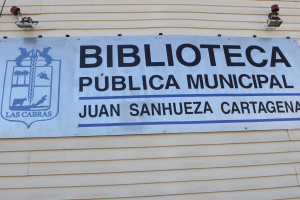 BIBLIOTECA
PÚBLICA MUNICIPAL
JUAN SANHUEZA CARTAGENA
LAS CABRAS